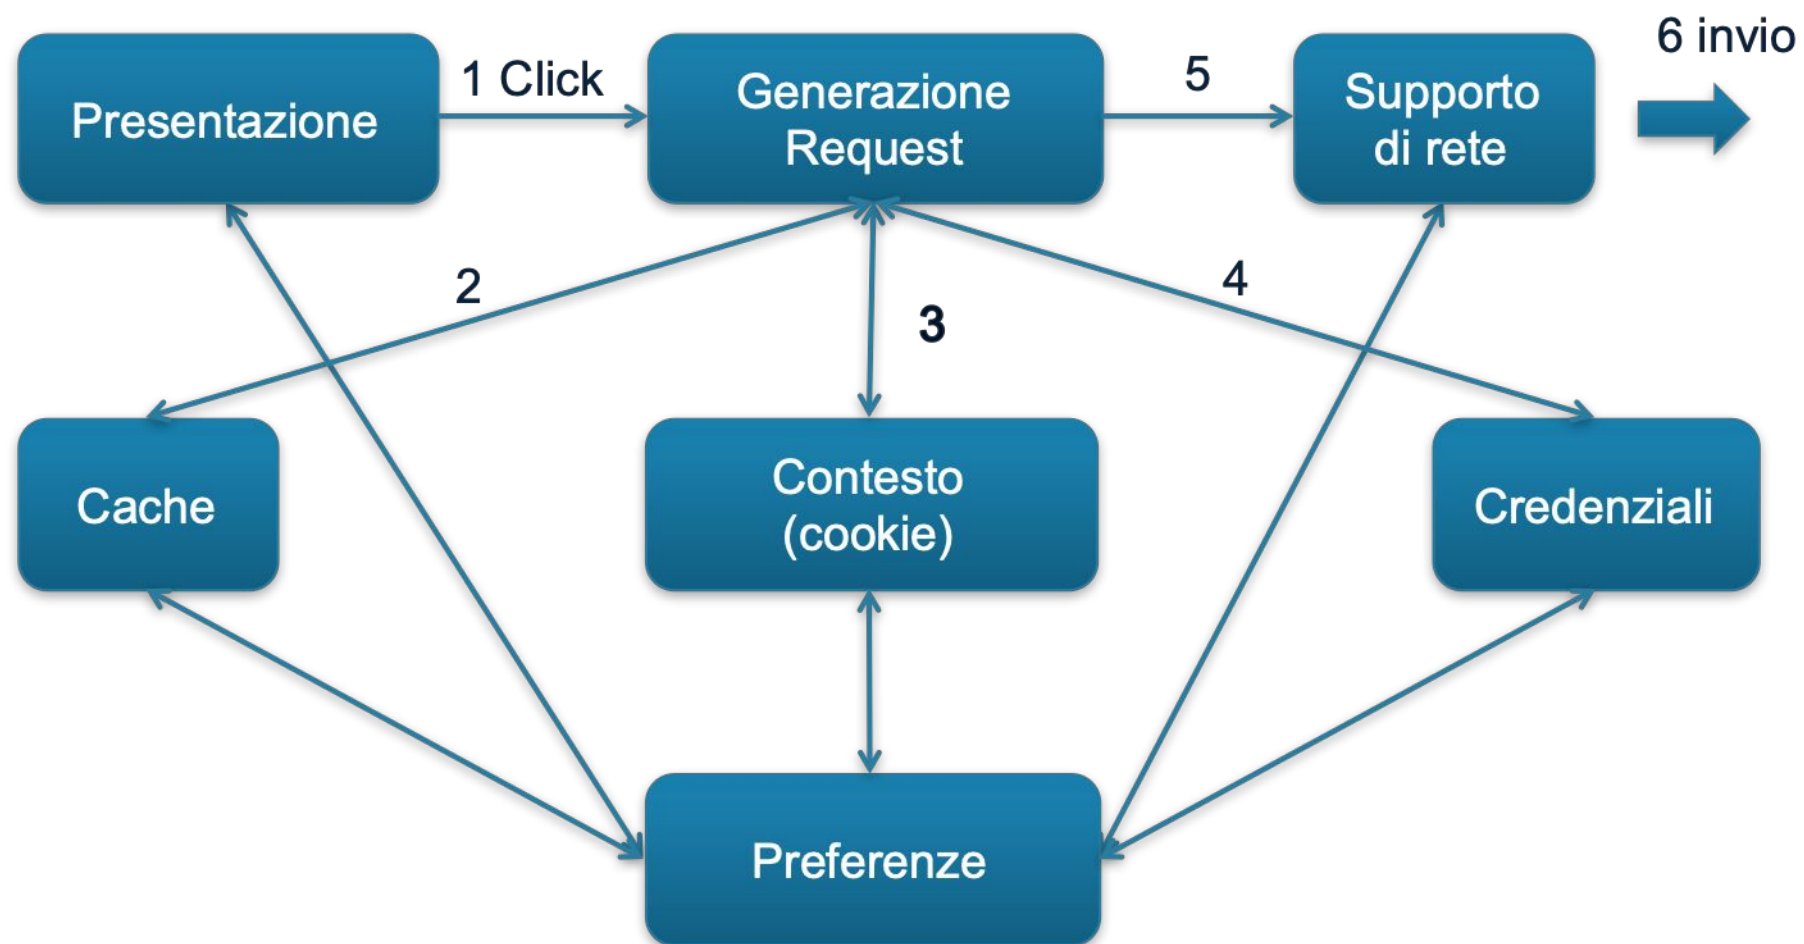 6 invio
Presentazione
1 Click
Generazione
Request
5
Supporto
di rete
2
3
4
Cache
Contesto
(cookie)
Credenziali
Preferenze